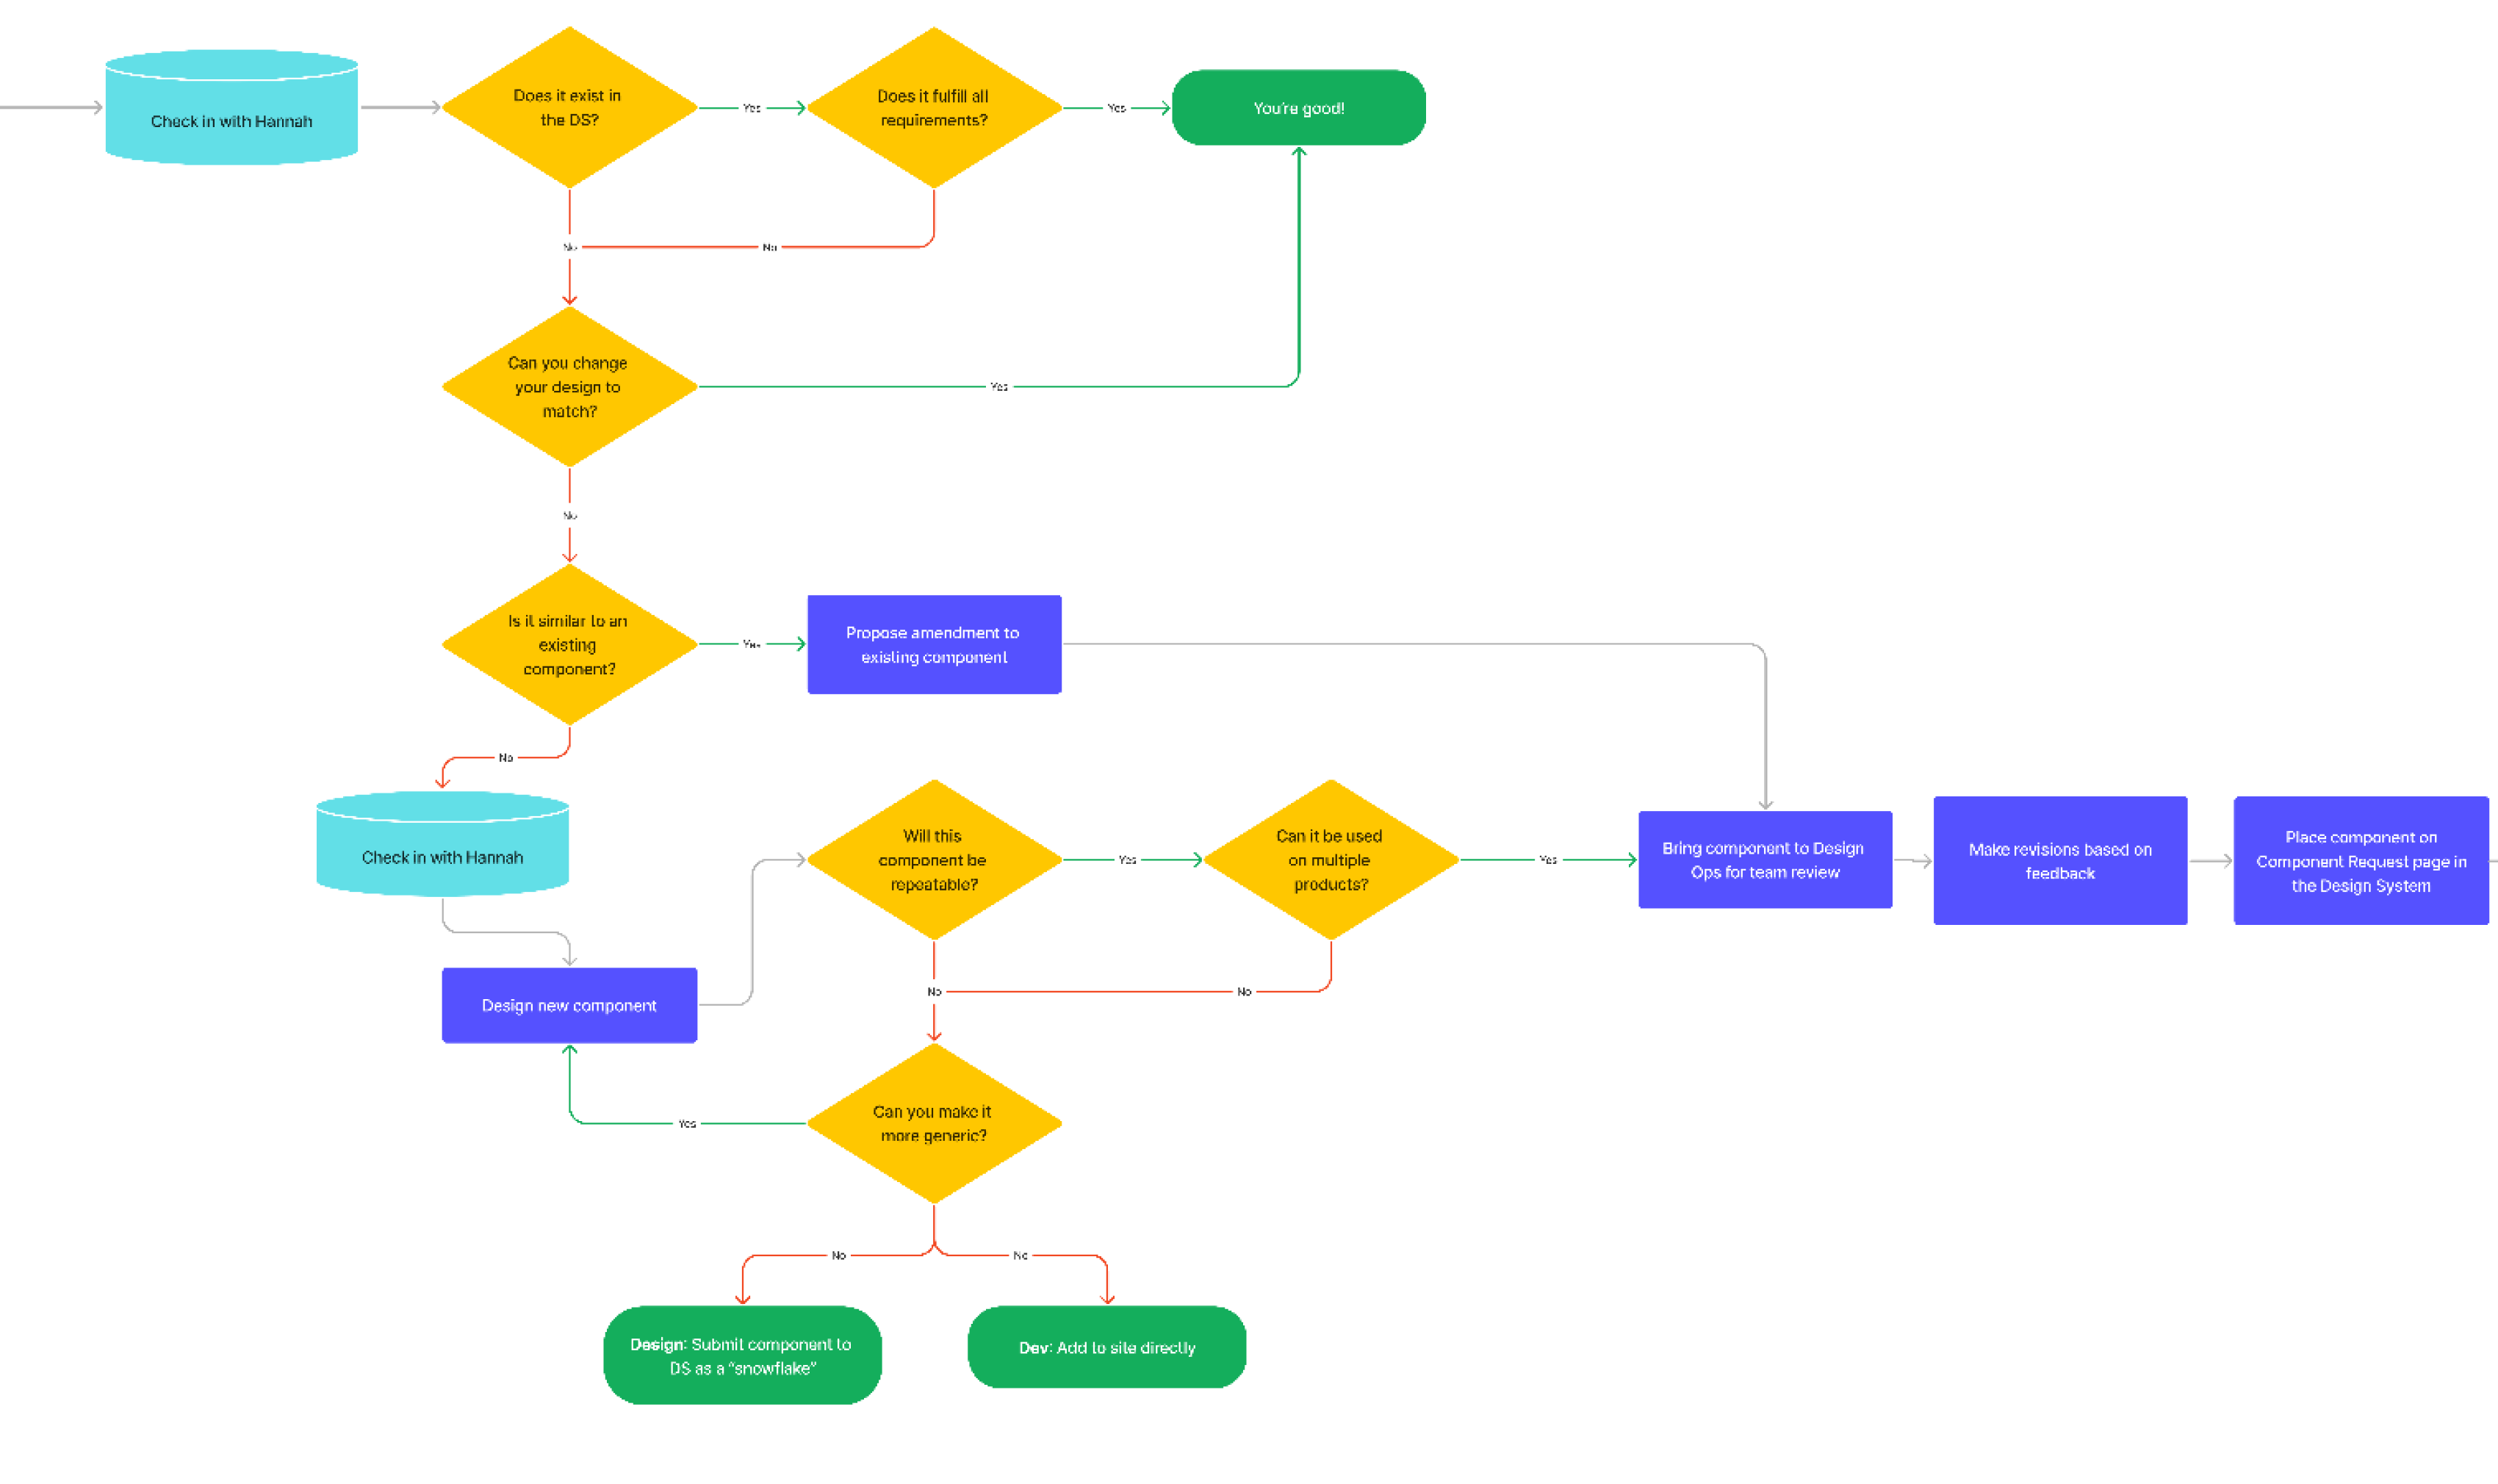 Check in with Hannah
Does it exist in
the DS?
Yes
Does it fulfill all
requirements?
Yes
You're good!
No
No
Can you change
your design to
match?
Yes
No
Is it similar to an
existing
component?
Yes
Propose amendment to
existing component
No
Check in with Hannah
Will this
component be
repeatable?
Yes
Can it be used
on multiple
products?
Yes
Bring component to Design
Ops for team review
Make revisions based on
feedback
Place component on
Component Request page in
the Design System
Design new component
No
No
Can you make it
more generic?
Yes
No
No
Design: Submit component to
DS as a “snowflake”
Dev: Add to site directly